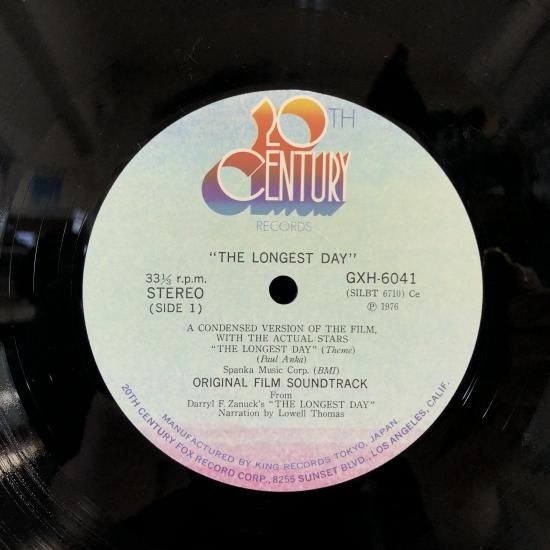 20TH
CENTURY
RECORDS
"THE LONGEST DAY"
33⅓ r.p.m.
STEREO
(SIDE 1)
GXH-6041
(SILBT 6710) Ce
Ⓟ 1976
A CONDENSED VERSION OF THE FILM,
WITH THE ACTUAL STARS
"THE LONGEST DAY" (Theme)
(Paul Anka)
Spanka Music Corp. (BMI)
ORIGINAL FILM SOUNDTRACK
From
Darryl F. Zanuck's "THE LONGEST DAY"
Narration by Lowell Thomas
MANUFACTURED BY KING RECORDS TOKYO, JAPAN
20TH CENTURY FOX RECORD CORP., 8255 SUNSET BLVD., LOS ANGELES, CALIF.